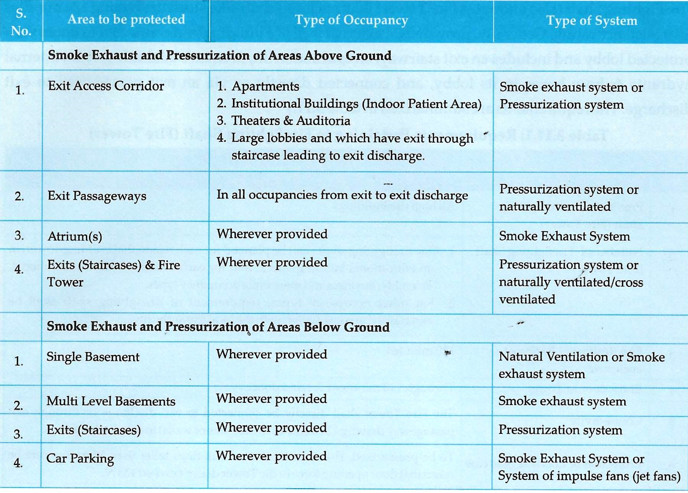 S. No.
Area to be protected
Type of Occupancy
Type of System
Smoke Exhaust and Pressurization of Areas Above Ground
1.
Exit Access Corridor
1. Apartments
2. Institutional Buildings (Indoor Patient Area)
3. Theaters & Auditoria
4. Large lobbies and which have exit through
staircase leading to exit discharge.
Smoke exhaust system or
Pressurization system
2.
Exit Passageways
In all occupancies from exit to exit discharge
Pressurization system or
naturally ventilated
3.
Atrium(s)
Wherever provided
Smoke Exhaust System
4.
Exits (Staircases) & Fire
Tower
Wherever provided
Pressurization system or
naturally ventilated/cross
ventilated
Smoke Exhaust and Pressurization of Areas Below Ground
1.
Single Basement
Wherever provided
Natural Ventilation or Smoke
exhaust system
2.
Multi Level Basements
Wherever provided
Smoke exhaust system
3.
Exits (Staircases)
Wherever provided
Pressurization system
4.
Car Parking
Wherever provided
Smoke Exhaust System or
System of impulse fans (jet fans)